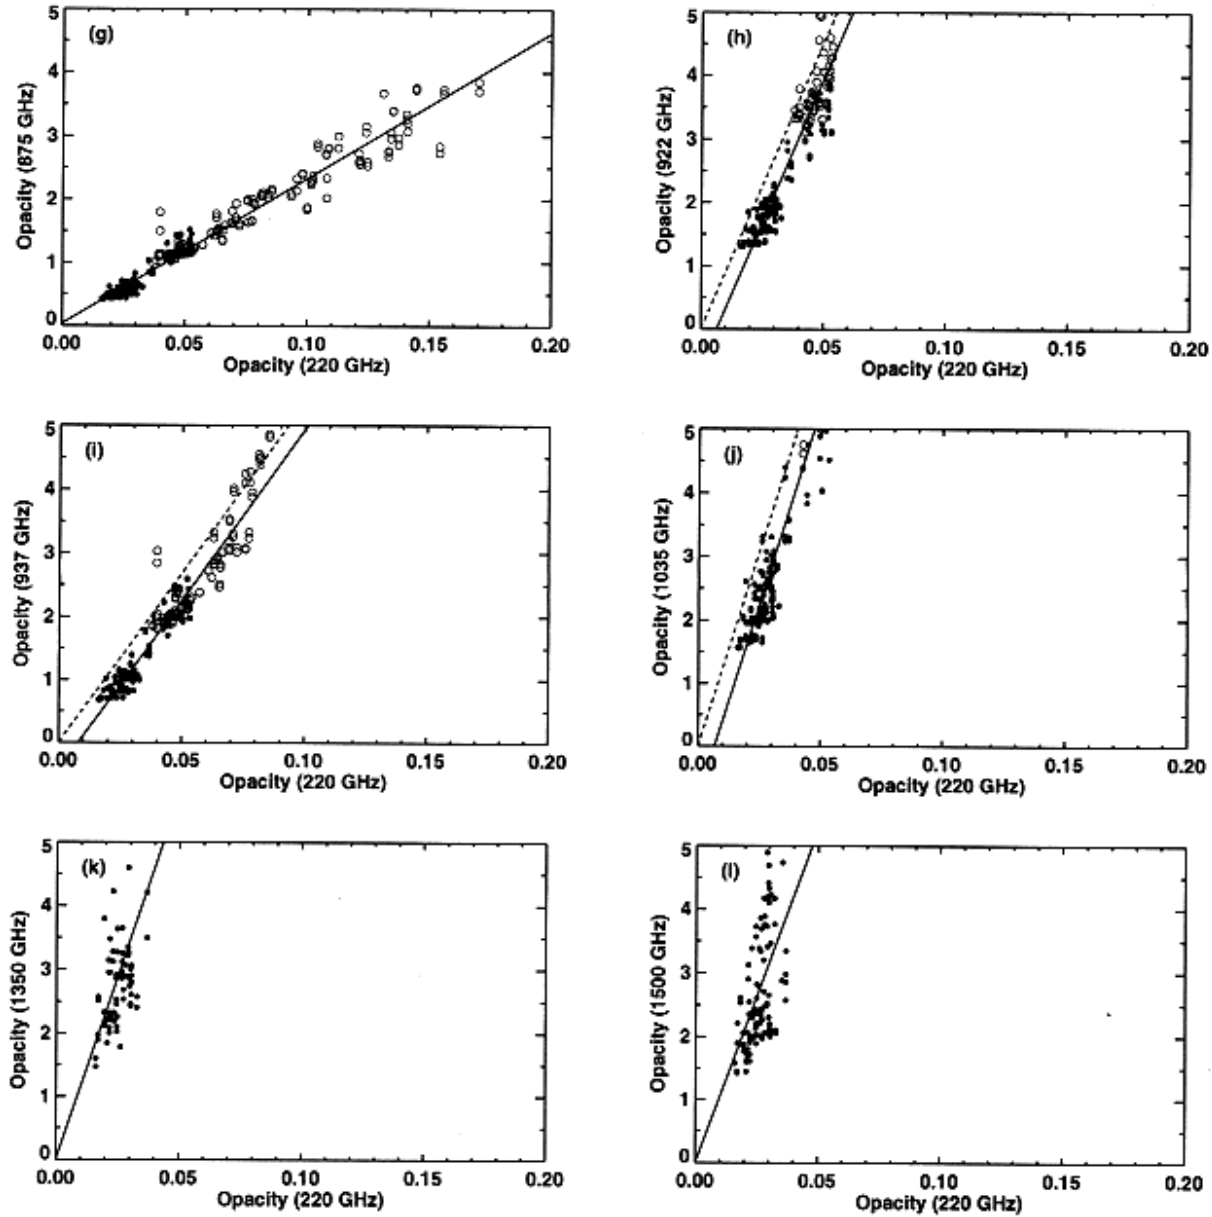 (g)
Opacity (875 GHz)
5
4
3
2
1
0
0.00 0.05 0.10 0.15 0.20
Opacity (220 GHz)
(h)
Opacity (922 GHz)
5
4
3
2
1
0
0.00 0.05 0.10 0.15 0.20
Opacity (220 GHz)
(i)
Opacity (937 GHz)
5
4
3
2
1
0
0.00 0.05 0.10 0.15 0.20
Opacity (220 GHz)
(j)
Opacity (1035 GHz)
5
4
3
2
1
0
0.00 0.05 0.10 0.15 0.20
Opacity (220 GHz)
(k)
Opacity (1350 GHz)
5
4
3
2
1
0
0.00 0.05 0.10 0.15 0.20
Opacity (220 GHz)
(l)
Opacity (1500 GHz)
5
4
3
2
1
0
0.00 0.05 0.10 0.15 0.20
Opacity (220 GHz)